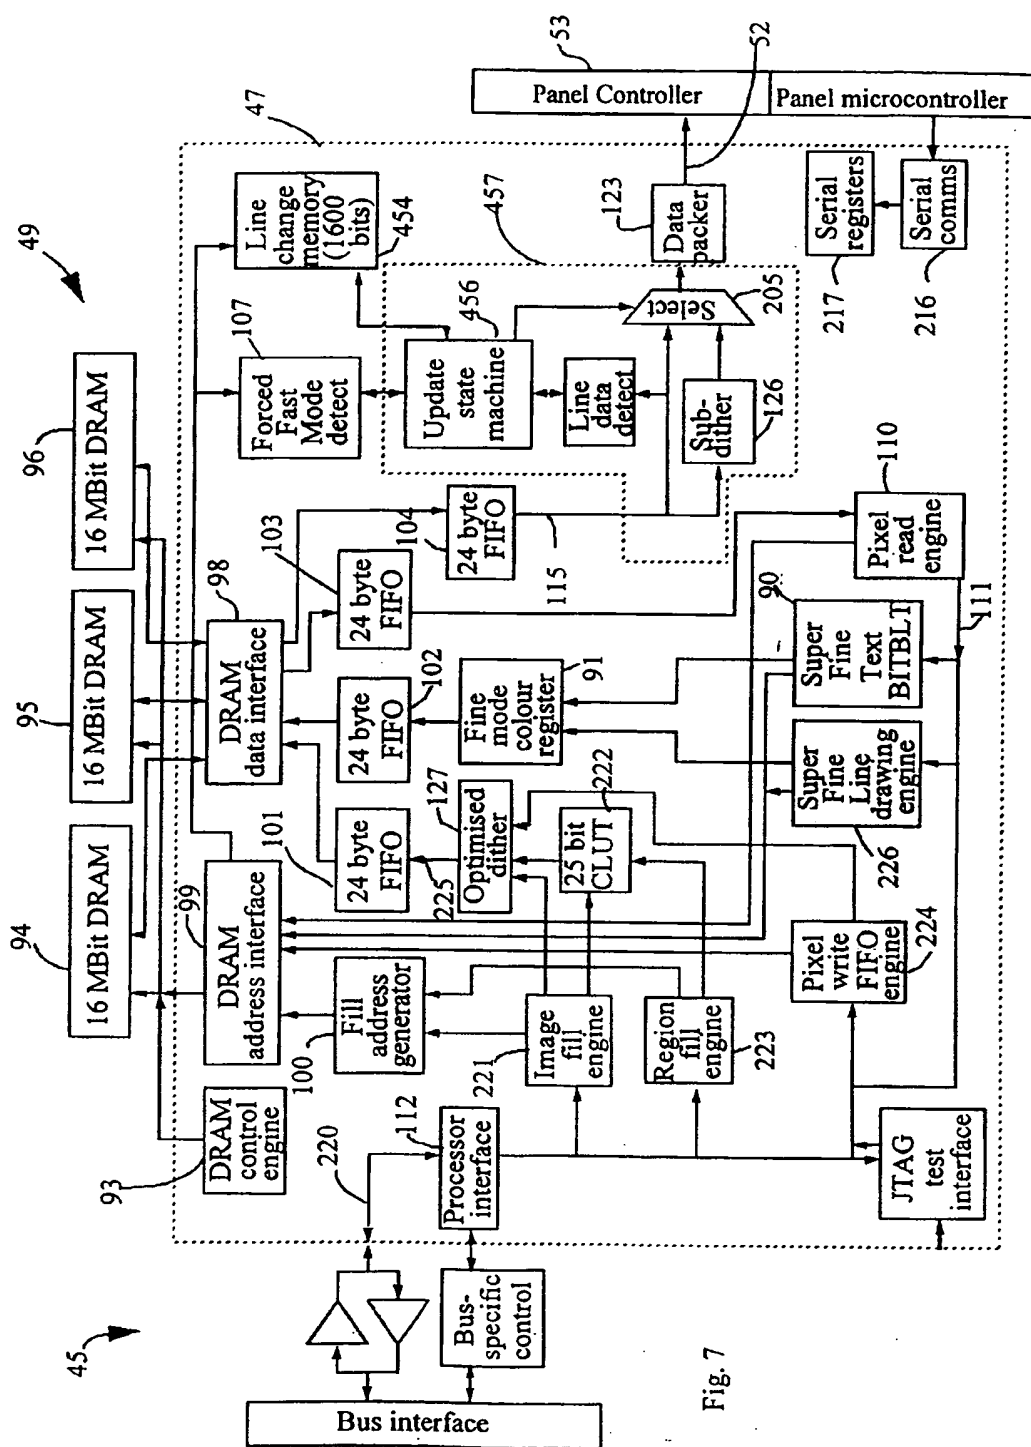 49
94
95
96
16 MBit DRAM
16 MBit DRAM
16 MBit DRAM
47
45
93
DRAM
control
engine
99
DRAM
address interface
98
DRAM
data interface
107
Forced
Fast
Mode
detect
Line
change
memory
(1600
bits)
454
53
Panel Controller
Panel microcontroller
52
220
100
Fill
address
generator
101
24 byte
FIFO
24 byte
FIFO
102
103
24 byte
FIFO
104
24 byte
FIFO
115
Update
state
machine
456
457
123
Data
packer
Bus interface
Bus-
specific
control
112
Processor
interface
221
Image
fill
engine
225
127
Optimised
dither
25 bit
CLUT
222
Fine
mode
colour
register
91
Line data
detect
Sub-
dither
126
Select
205
Region
fill
engine
223
Serial
registers
217
Serial
comms
216
JTAG
test
interface
Pixel
write
FIFO
engine
224
Super
Fine
Line
drawing
engine
226
Super
Fine
Text
BITBLT
90
Pixel
read
engine
110
111
Fig. 7